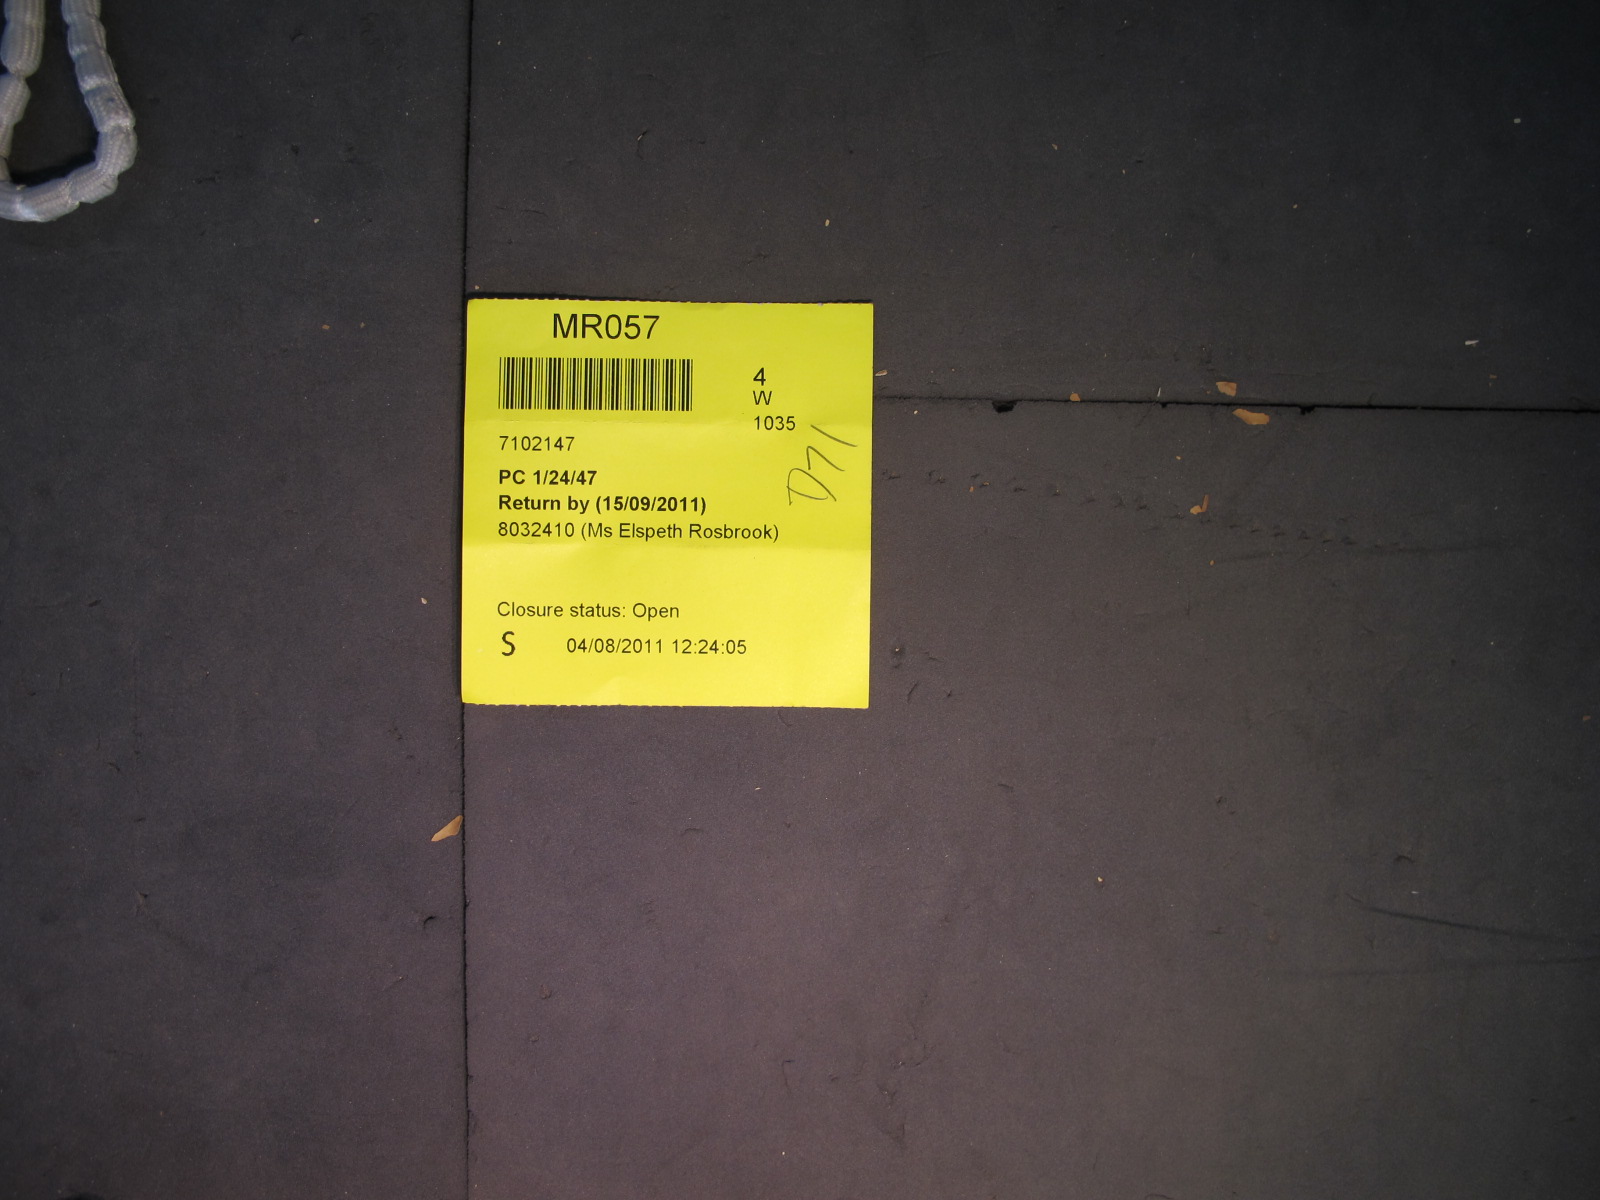 MR057
4
W
1035
7102147
D71
PC 1/24/47
Return by (15/09/2011)
8032410 (Ms Elspeth Rosbrook)
Closure status: Open
S 04/08/2011 12:24:05